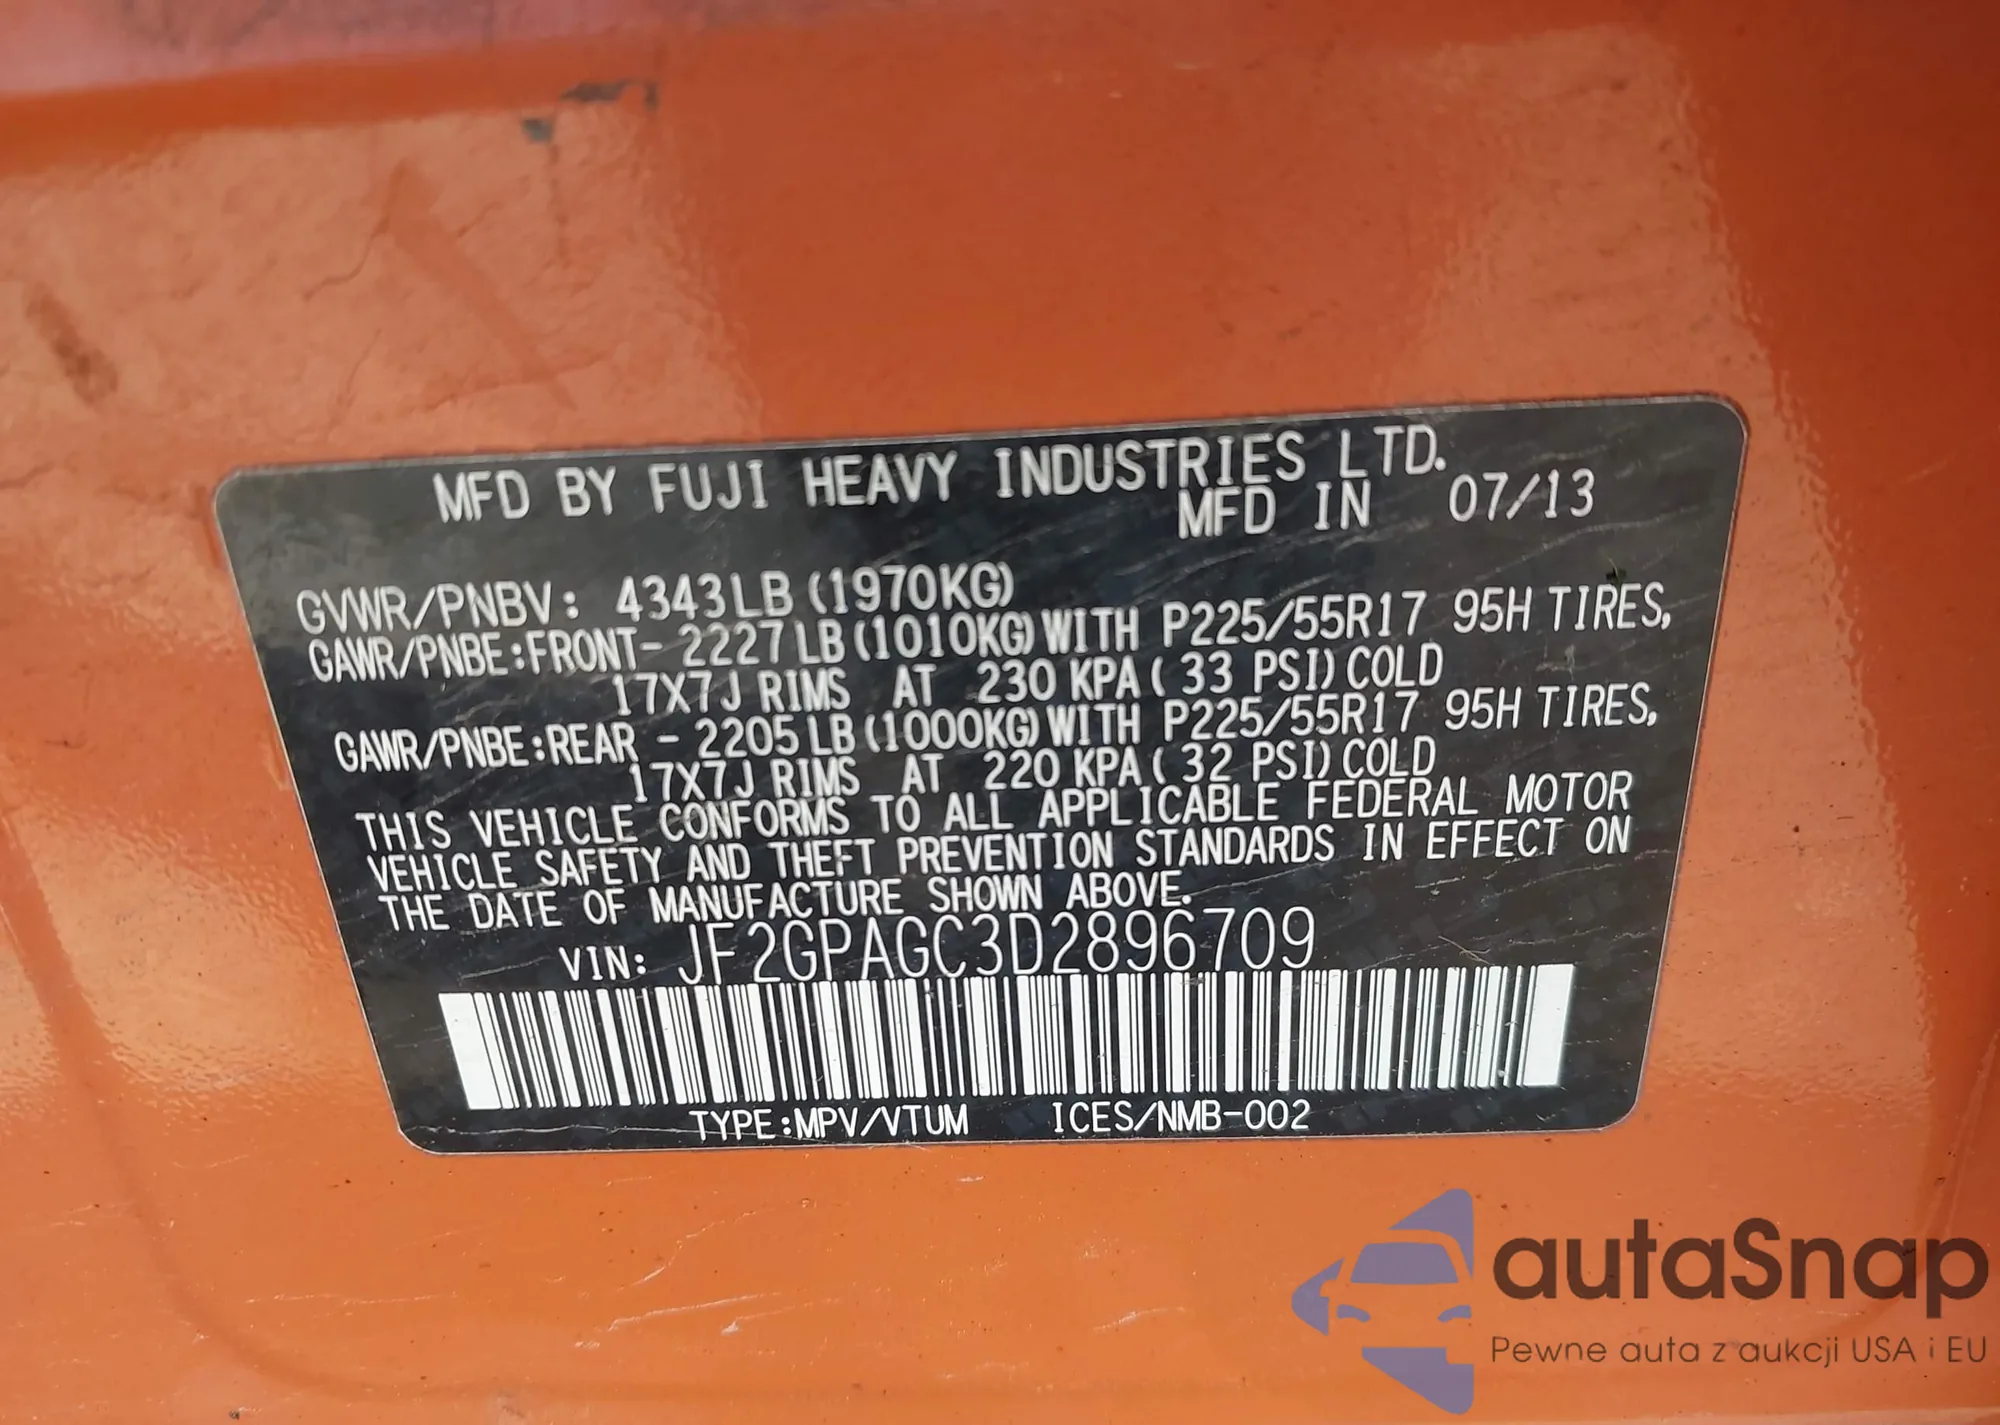 MFD BY FUJI HEAVY INDUSTRIES LTD.
MFD IN 07/13
GVWR/PNBV: 4343LB (1970KG)
GAWR/PNBE:FRONT- 2227LB (1010KG) WITH P225/55R17 95H TIRES,
17X7J RIMS AT 230 KPA ( 33 PSI) COLD
GAWR/PNBE:REAR - 2205LB (1000KG) WITH P225/55R17 95H TIRES,
17X7J RIMS AT 220 KPA ( 32 PSI) COLD
THIS VEHICLE CONFORMS TO ALL APPLICABLE FEDERAL MOTOR
VEHICLE SAFETY AND THEFT PREVENTION STANDARDS IN EFFECT ON
THE DATE OF MANUFACTURE SHOWN ABOVE.
VIN: JF2GPAGC3D2896709
TYPE:MPV/VTUM ICES/NMB-002
autaSnap
Pewne auta z aukcji USA i EU